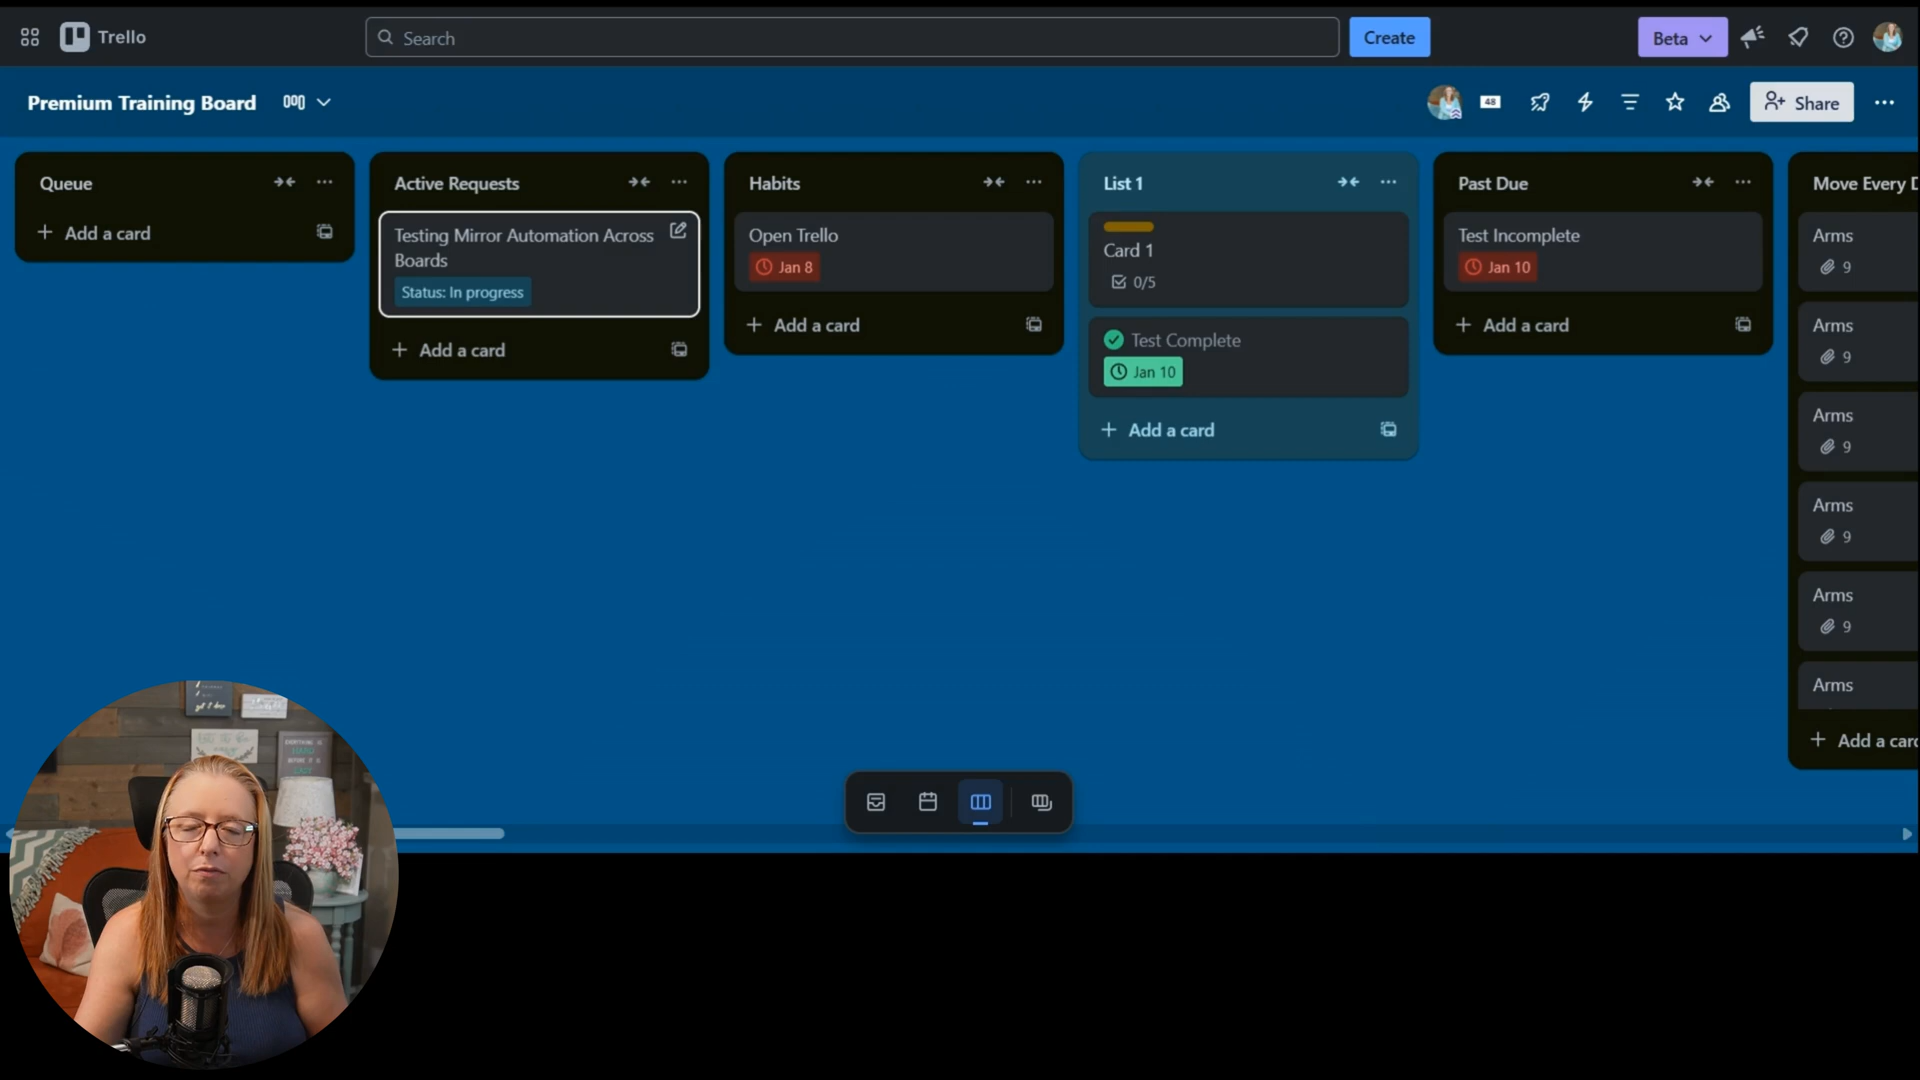 Trello
Search
Create
Beta
Premium Training Board
48
Share
Queue
Add a card
Active Requests
Testing Mirror Automation Across
Boards
Status: In progress
Add a card
Habits
Open Trello
Jan 8
Add a card
List 1
Card 1
0/5
Test Complete
Jan 10
Add a card
Past Due
Test Incomplete
Jan 10
Add a card
Move Every
Arms
9
Arms
9
Arms
9
Arms
9
Arms
9
Arms
Add a card